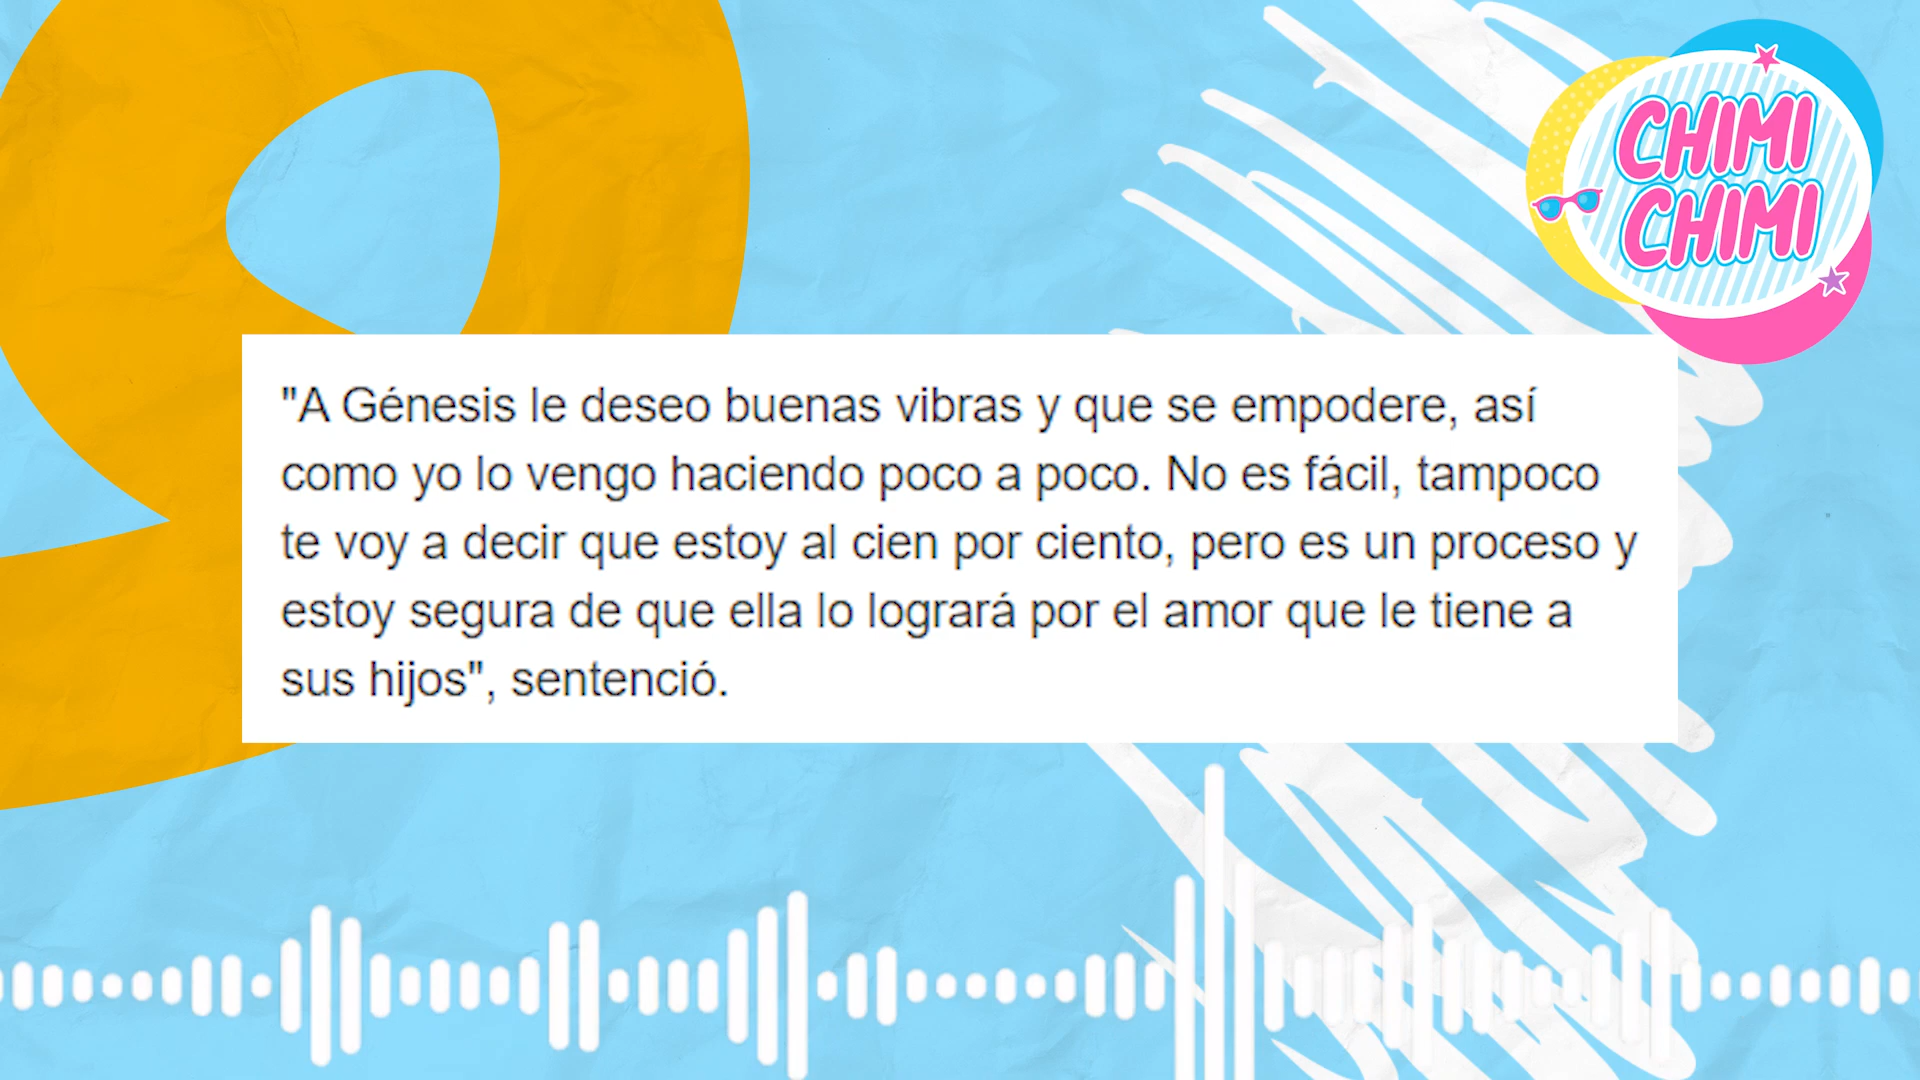 CHIMI
CHIMI
"A Génesis le deseo buenas vibras y que se empodere, así
como yo lo vengo haciendo poco a poco. No es fácil, tampoco
te voy a decir que estoy al cien por ciento, pero es un proceso y
estoy segura de que ella lo logrará por el amor que le tiene a
sus hijos", sentenció.